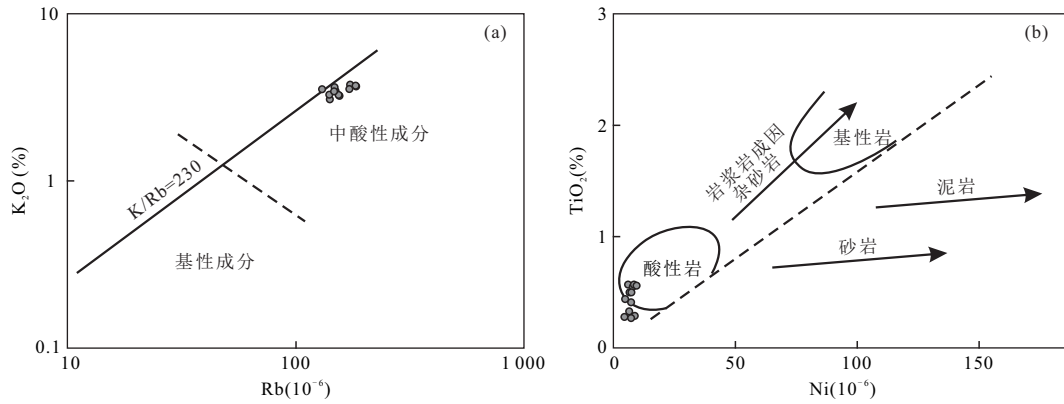 10
1
0.1
K₂O (%)
(a)
K/Rb=230
中酸性成分
基性成分
10
100
1 000
Rb(10⁻⁶)
3
2
1
0
TiO₂(%)
(b)
岩浆岩成因
杂砂岩
基性岩
泥岩
砂岩
酸性岩
0
50
100
150
Ni(10⁻⁶)